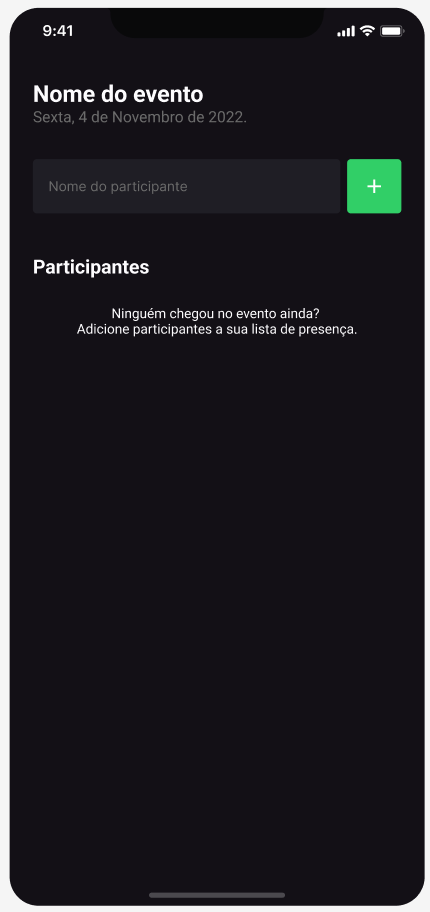 9:41
Nome do evento
Sexta, 4 de Novembro de 2022.
Nome do participante
+
Participantes
Ninguém chegou no evento ainda?
Adicione participantes a sua lista de presença.